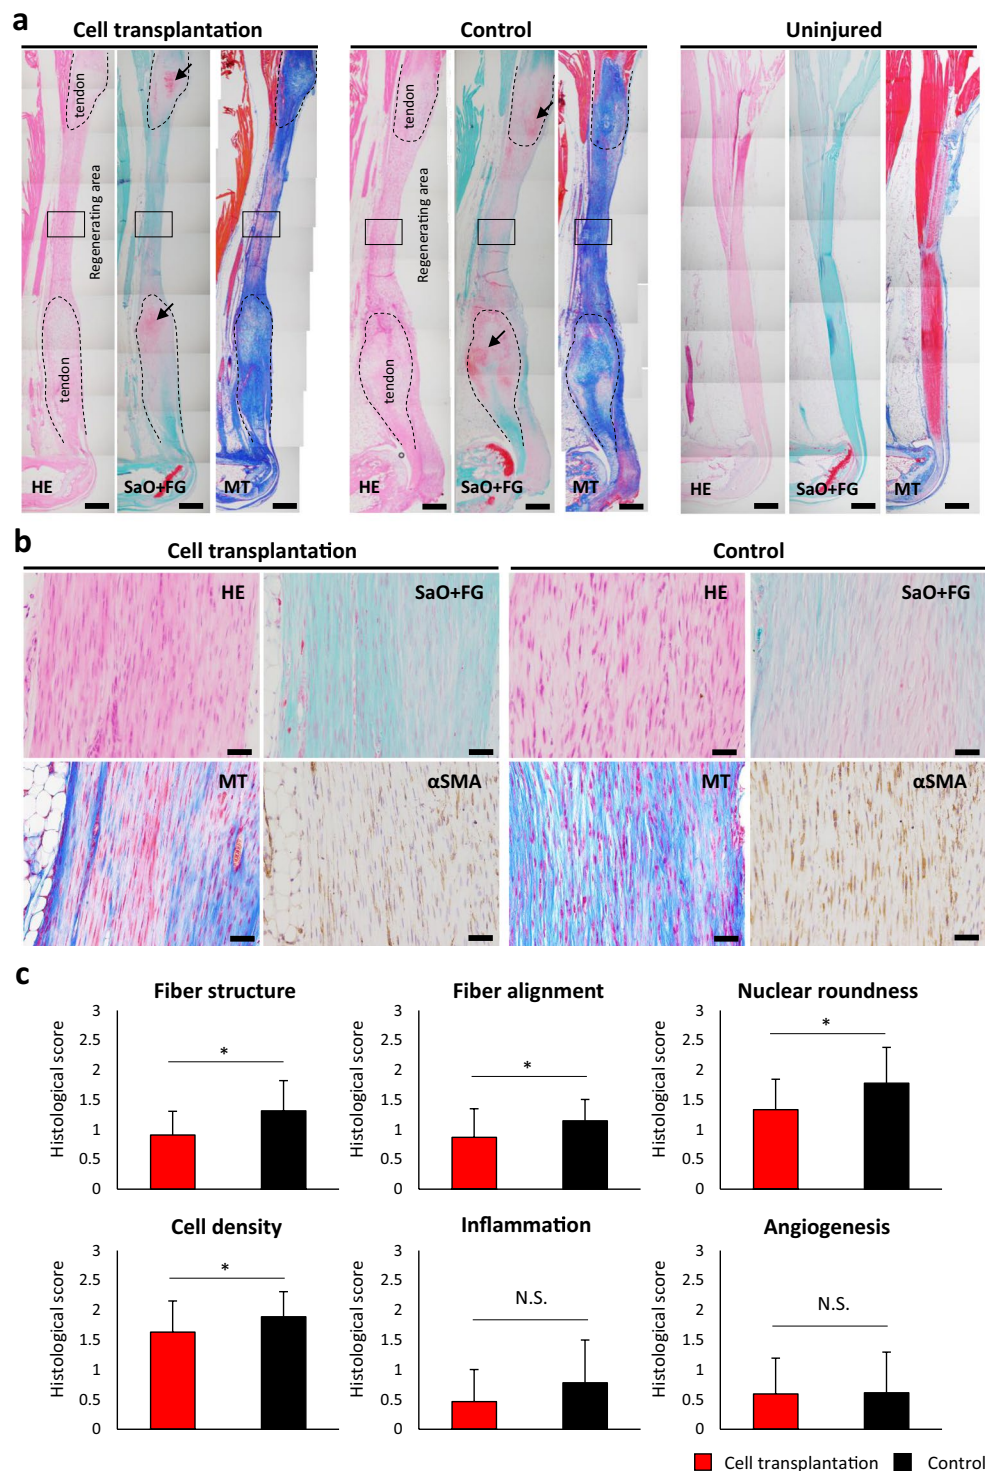 a
Cell transplantation
Control
Uninjured
tendon
Regenerating area
tendon
HE
SaO+FG
MT
tendon
Regenerating area
tendon
HE
SaO+FG
MT
HE
SaO+FG
MT
b
Cell transplantation
Control
HE
SaO+FG
HE
SaO+FG
MT
αSMA
MT
αSMA
c
Fiber structure
Histological score
3
2.5
2
1.5
1
0.5
0
*
Fiber alignment
Histological score
3
2.5
2
1.5
1
0.5
0
*
Nuclear roundness
Histological score
3
2.5
2
1.5
1
0.5
0
*
Cell density
Histological score
3
2.5
2
1.5
1
0.5
0
*
Inflammation
Histological score
3
2.5
2
1.5
1
0.5
0
N.S.
Angiogenesis
Histological score
3
2.5
2
1.5
1
0.5
0
N.S.
Cell transplantation
Control